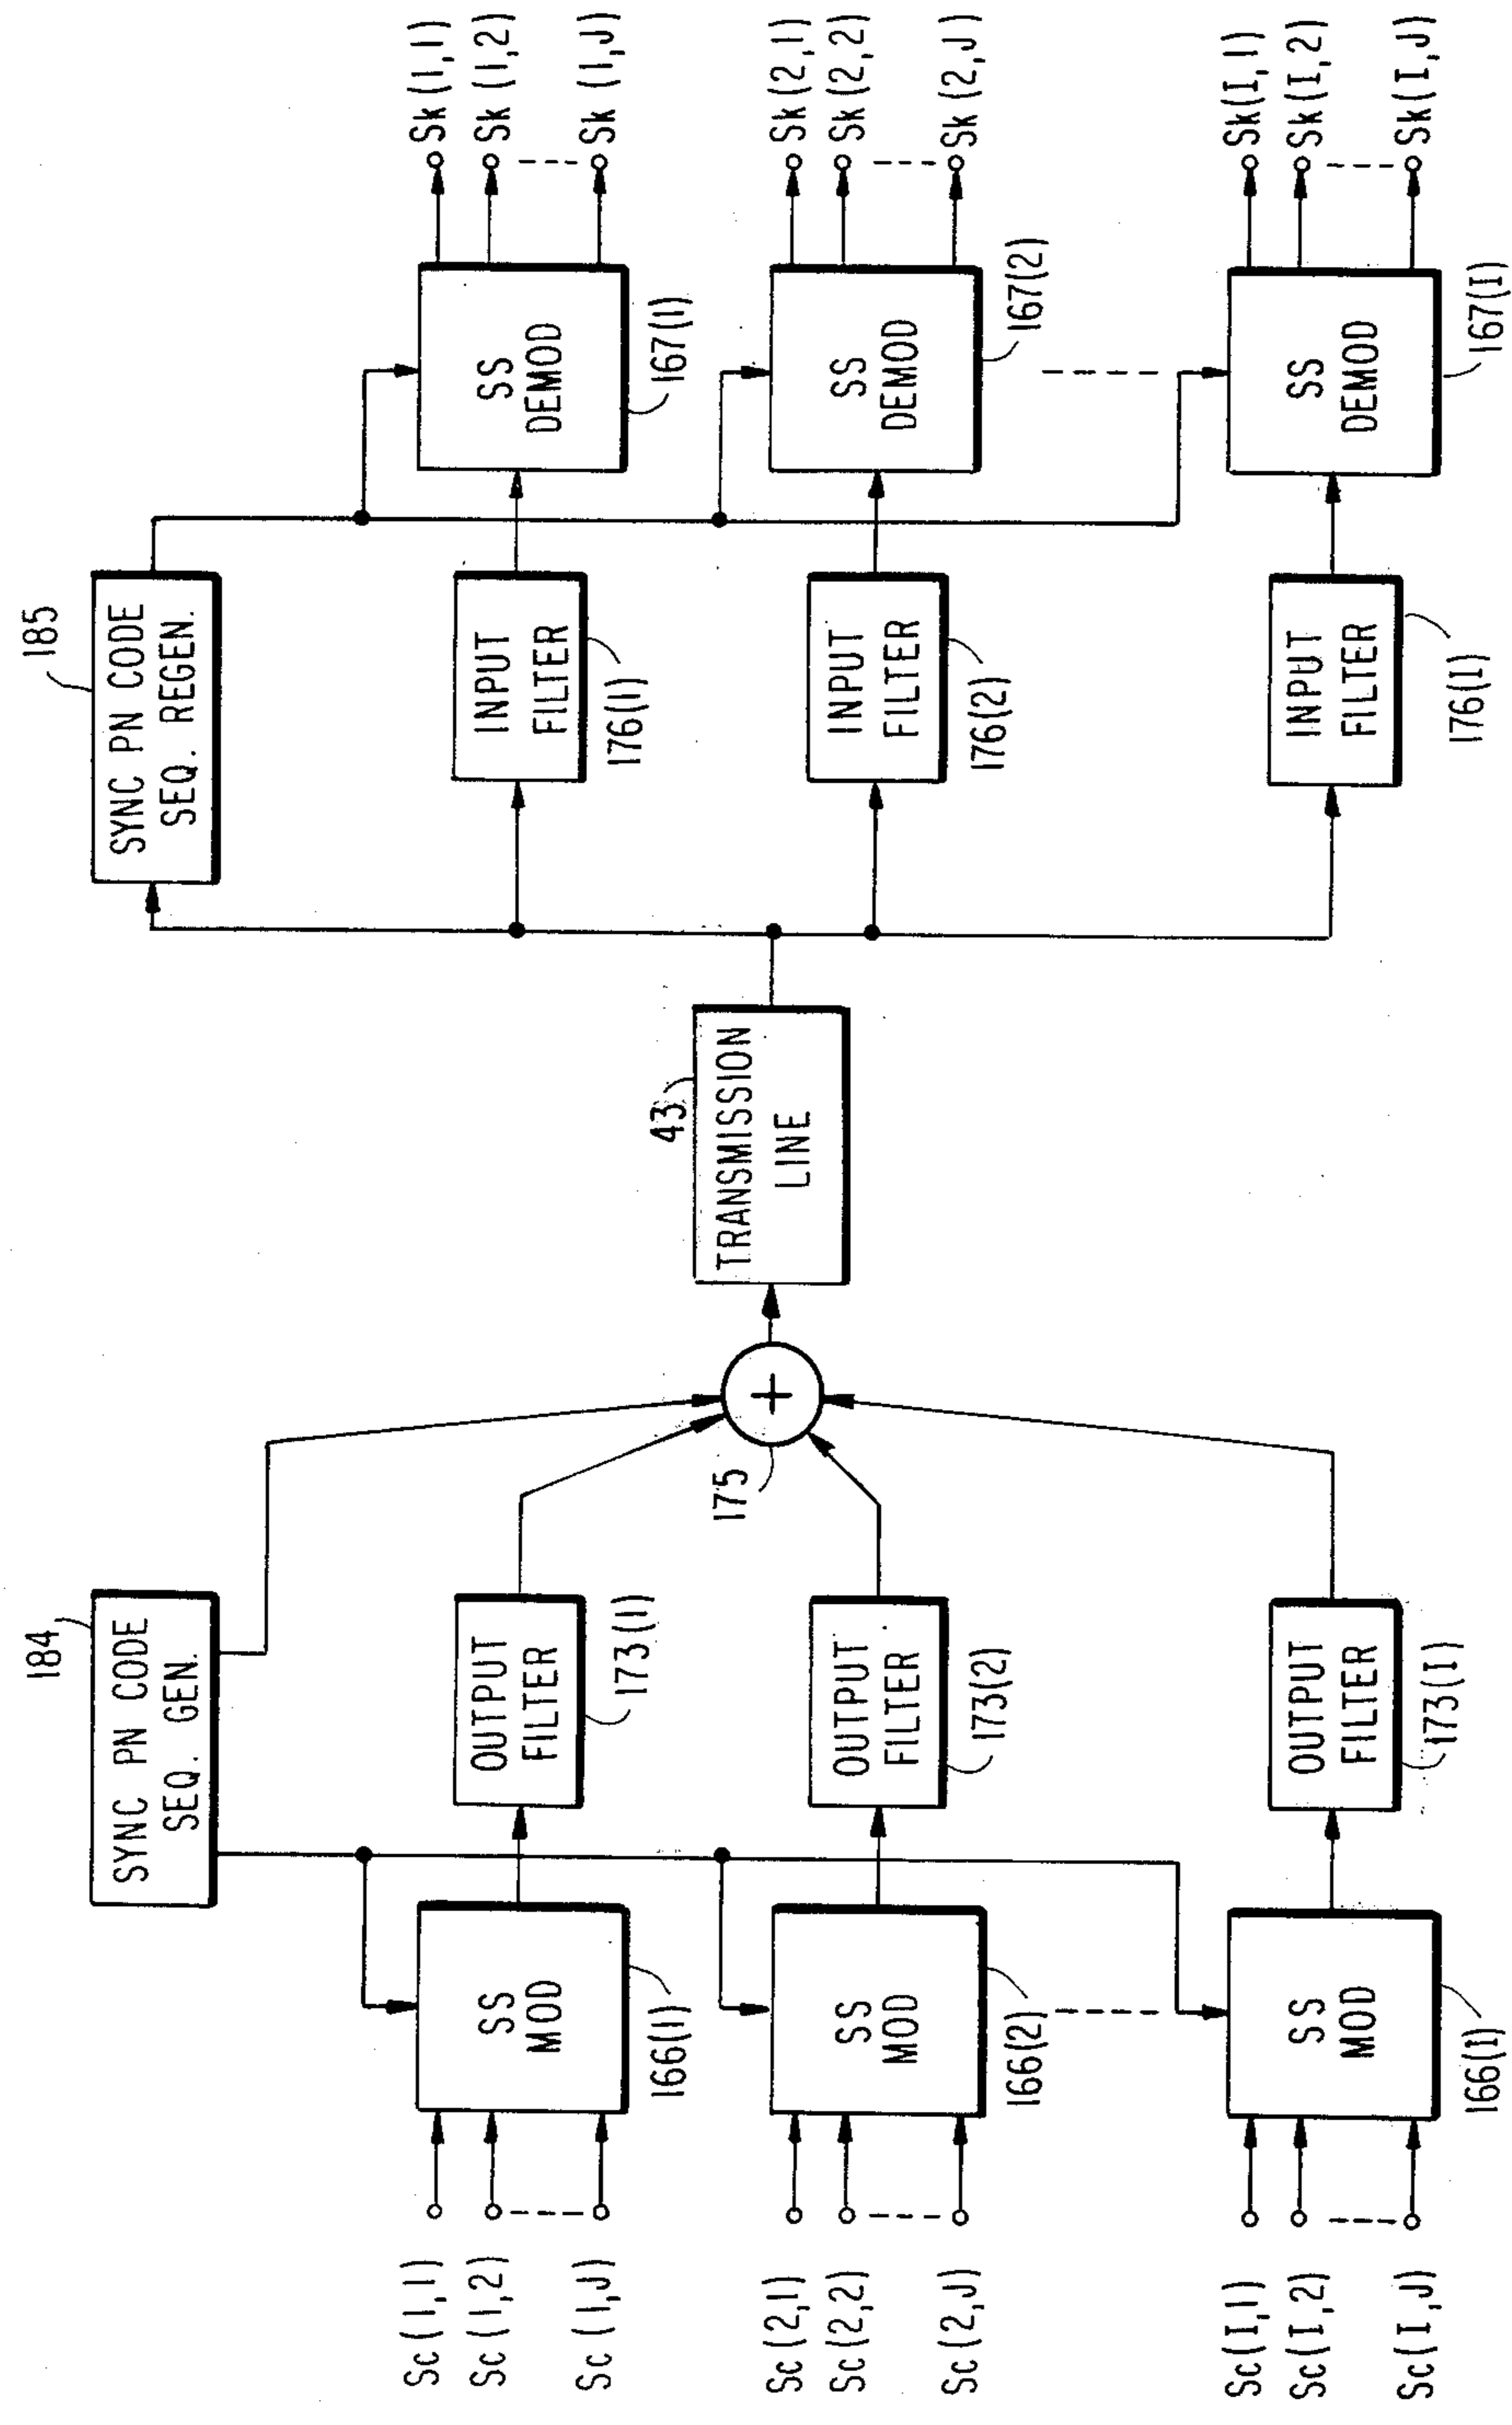 184
SYNC PN CODE
SEQ. GEN.
185
SYNC PN CODE
SEQ. REGEN.
Sc(1,1)
Sc(1,2)
Sc(1,J)
SS
MOD
166(1)
OUTPUT
FILTER
173(1)
INPUT
FILTER
176(1)
SS
DEMOD
167(1)
Sk(1,1)
Sk(1,2)
Sk(1,J)
Sc(2,1)
Sc(2,2)
Sc(2,J)
SS
MOD
166(2)
OUTPUT
FILTER
173(2)
175
+
43
TRANSMISSION
LINE
INPUT
FILTER
176(2)
SS
DEMOD
167(2)
Sk(2,1)
Sk(2,2)
Sk(2,J)
Sc(I,1)
Sc(I,2)
Sc(I,J)
SS
MOD
166(I)
OUTPUT
FILTER
173(I)
INPUT
FILTER
176(I)
SS
DEMOD
167(I)
Sk(I,1)
Sk(I,2)
Sk(I,J)